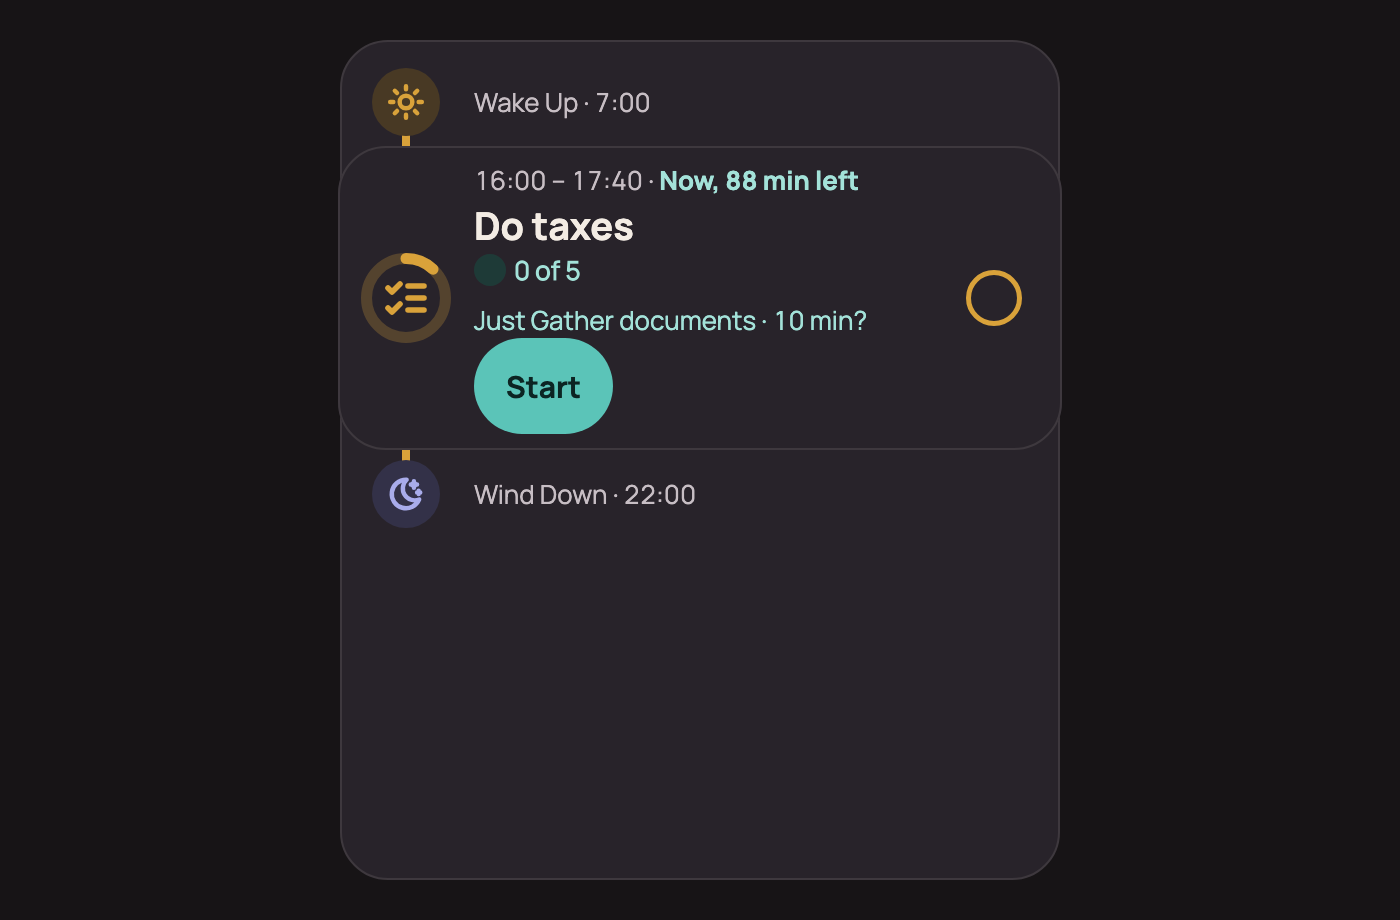 Wake Up · 7:00
16:00 – 17:40 · Now, 88 min left
Do taxes
0 of 5
Just Gather documents · 10 min?
Start
Wind Down · 22:00